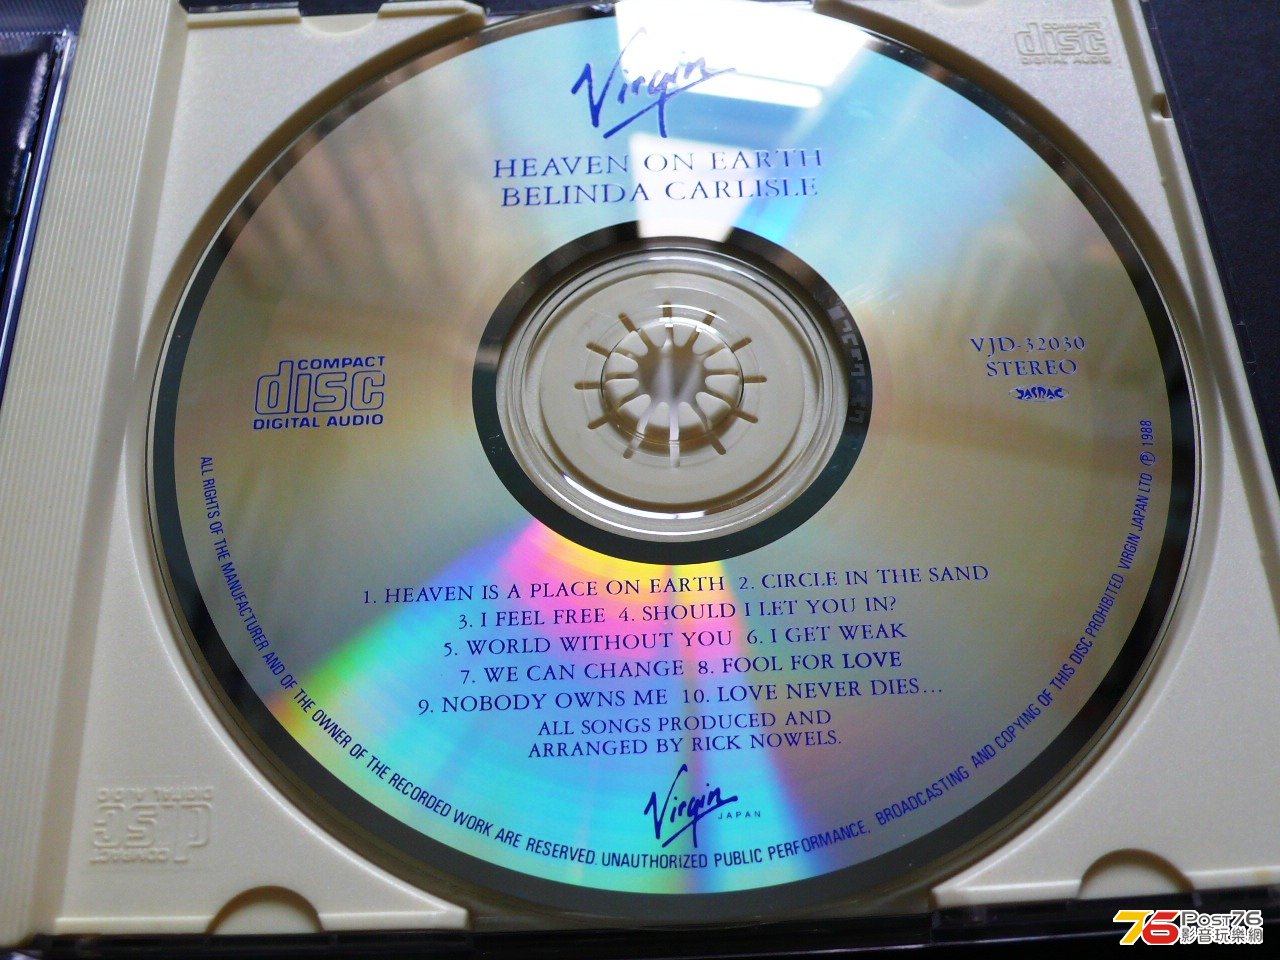 Virgin
HEAVEN ON EARTH
BELINDA CARLISLE
COMPACT
disc
DIGITAL AUDIO
COMPACT
disc
DIGITAL AUDIO
VJD-32030
STEREO
JASRAC
1. HEAVEN IS A PLACE ON EARTH 2. CIRCLE IN THE SAND
3. I FEEL FREE 4. SHOULD I LET YOU IN?
5. WORLD WITHOUT YOU 6. I GET WEAK
7. WE CAN CHANGE 8. FOOL FOR LOVE
9. NOBODY OWNS ME 10. LOVE NEVER DIES...
ALL SONGS PRODUCED AND
ARRANGED BY RICK NOWELS.
Virgin
JAPAN
ALL RIGHTS OF THE MANUFACTURER AND OF THE OWNER OF THE RECORDED WORK ARE RESERVED. UNAUTHORIZED PUBLIC PERFORMANCE, BROADCASTING AND COPYING OF THIS DISC PROHIBITED VIRGIN JAPAN LTD ℗ 1988
COMPACT
disc
DIGITAL AUDIO
76 Post76
影音玩樂網